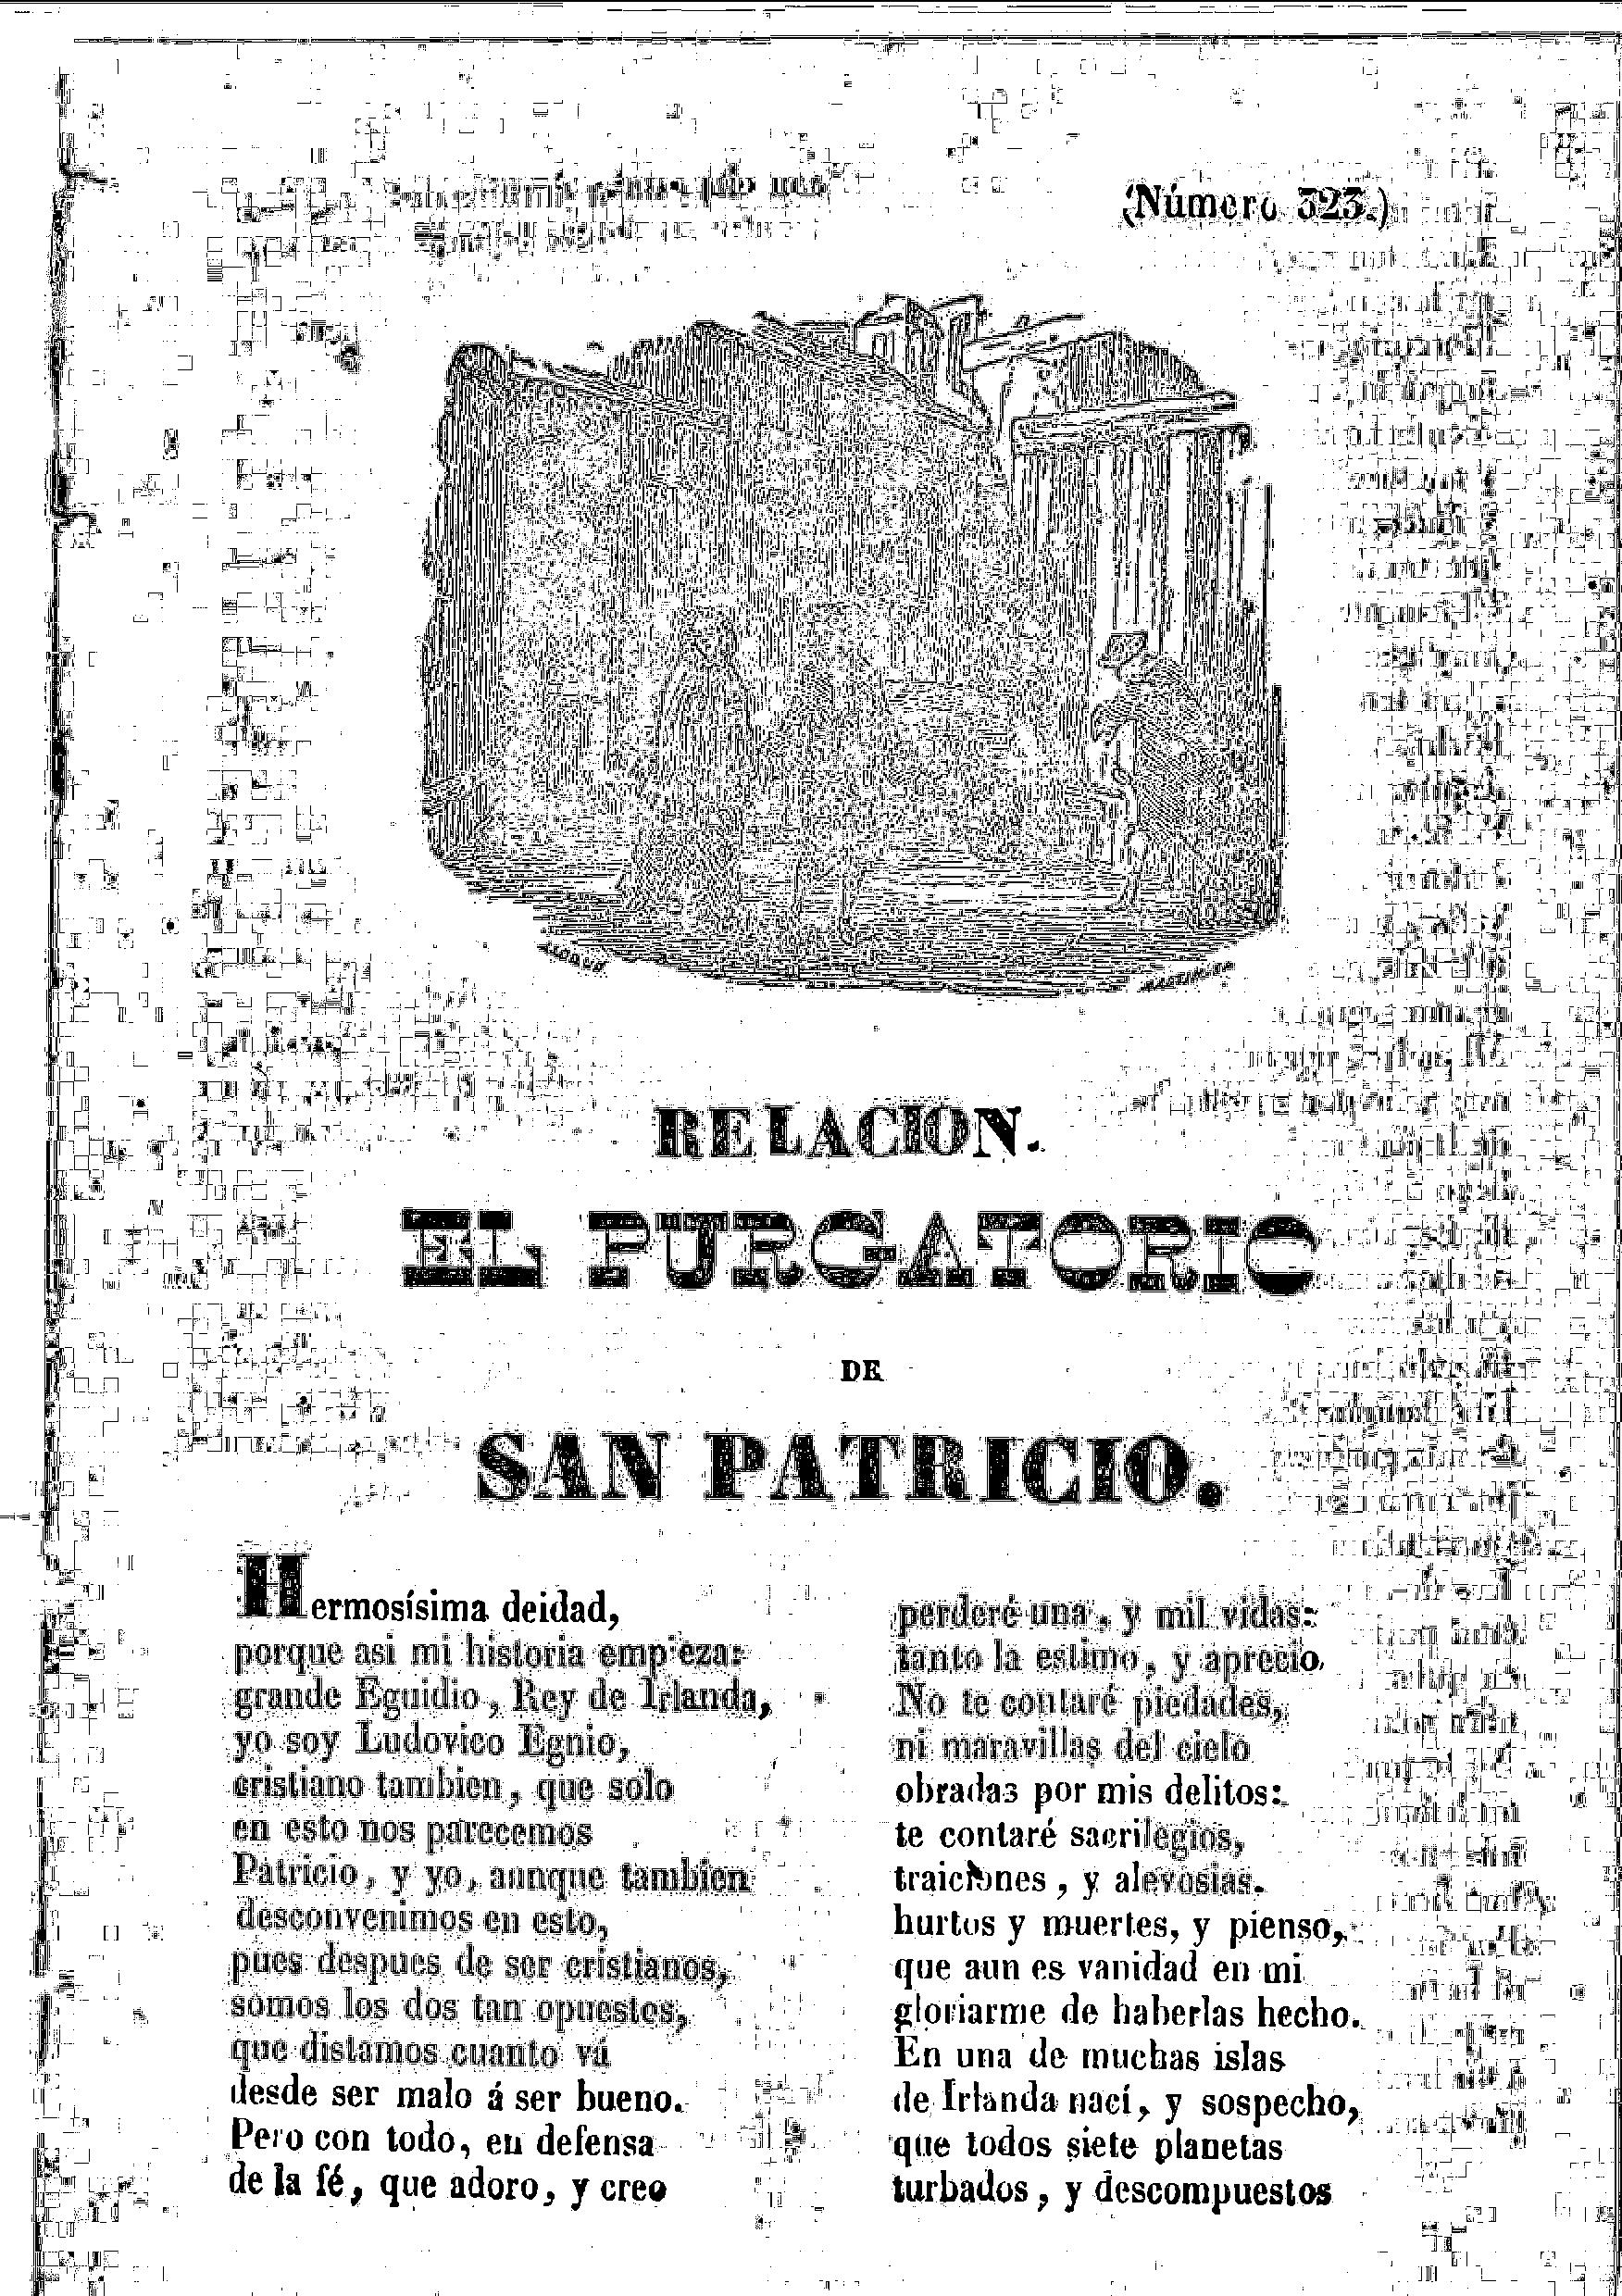 (Número 323.)
RELACION.
EL PURGATORIO
DE
SAN PATRICIO.
Hermosísima deidad,
porque asi mi historia empieza:
grande Eguidio, Rey de Irlanda,
yo soy Ludovico Egnio,
cristiano tambien, que solo
en esto nos parecemos
Patricio, y yo, aunque tambien
desconvenimos en esto,
pues despues de ser cristianos,
somos los dos tan opuestos,
que distamos cuanto vá
desde ser malo á ser bueno.
Pero con todo, en defensa
de la fé, que adoro, y creo
perderé una, y mil vidas:
tanto la estimo, y aprecio.
No te contaré piedades,
ni maravillas del cielo
obradas por mis delitos:
te contaré sacrilegios,
traiciones, y alevosias.
hurtos y muertes, y pienso,
que aun es vanidad en mi
gloriarme de haberlas hecho.
En una de muchas islas
de Irlanda nací, y sospecho,
que todos siete planetas
turbados, y descompuestos